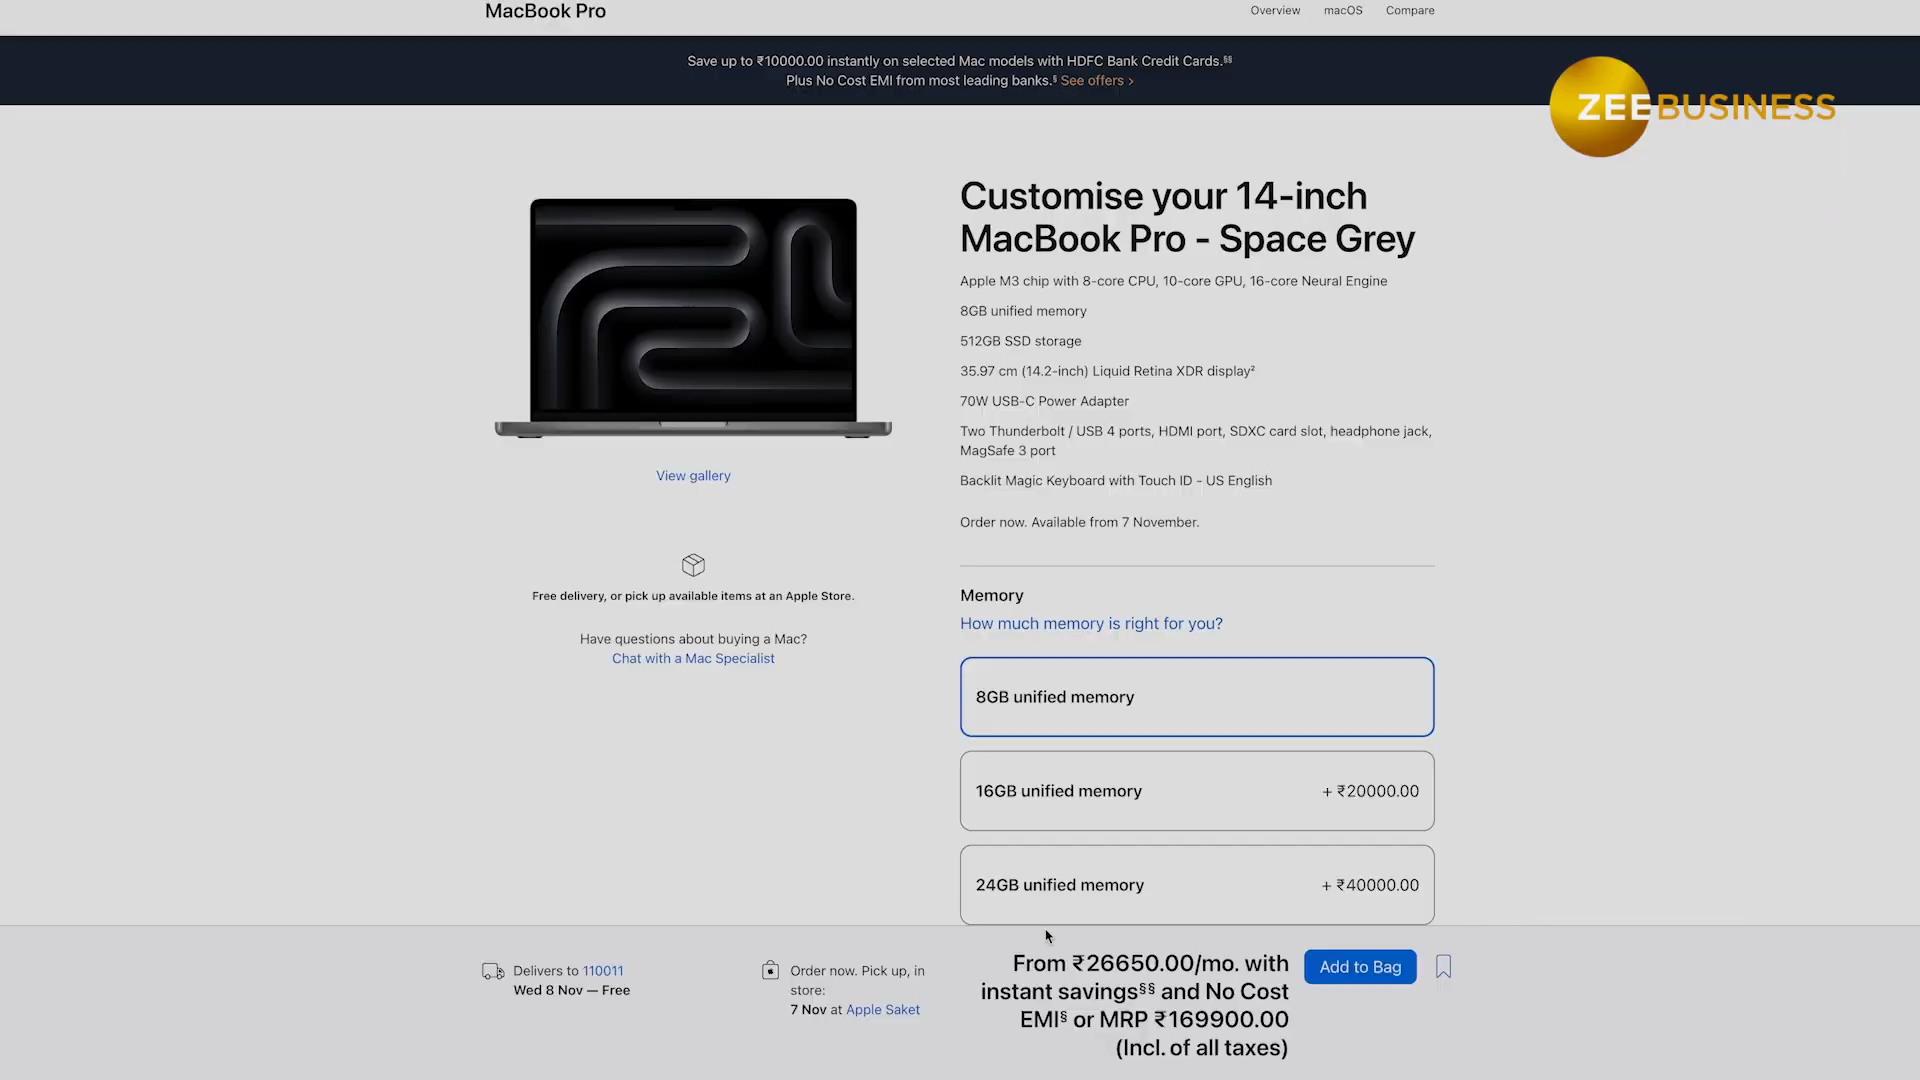 MacBook Pro
Overview
macOS
Compare
Save up to ₹10000.00 instantly on selected Mac models with HDFC Bank Credit Cards.§§
Plus No Cost EMI from most leading banks.§ See offers >
ZEEBUSINESS
Customise your 14-inch
MacBook Pro - Space Grey
Apple M3 chip with 8-core CPU, 10-core GPU, 16-core Neural Engine
8GB unified memory
512GB SSD storage
35.97 cm (14.2-inch) Liquid Retina XDR display²
70W USB-C Power Adapter
Two Thunderbolt / USB 4 ports, HDMI port, SDXC card slot, headphone jack,
MagSafe 3 port
Backlit Magic Keyboard with Touch ID - US English
Order now. Available from 7 November.
View gallery
Free delivery, or pick up available items at an Apple Store.
Have questions about buying a Mac?
Chat with a Mac Specialist
Memory
How much memory is right for you?
8GB unified memory
16GB unified memory + ₹20000.00
24GB unified memory + ₹40000.00
Delivers to 110011
Wed 8 Nov — Free
Order now. Pick up, in
store:
7 Nov at Apple Saket
From ₹26650.00/mo. with
instant savings§§ and No Cost
EMI§ or MRP ₹169900.00
(Incl. of all taxes)
Add to Bag